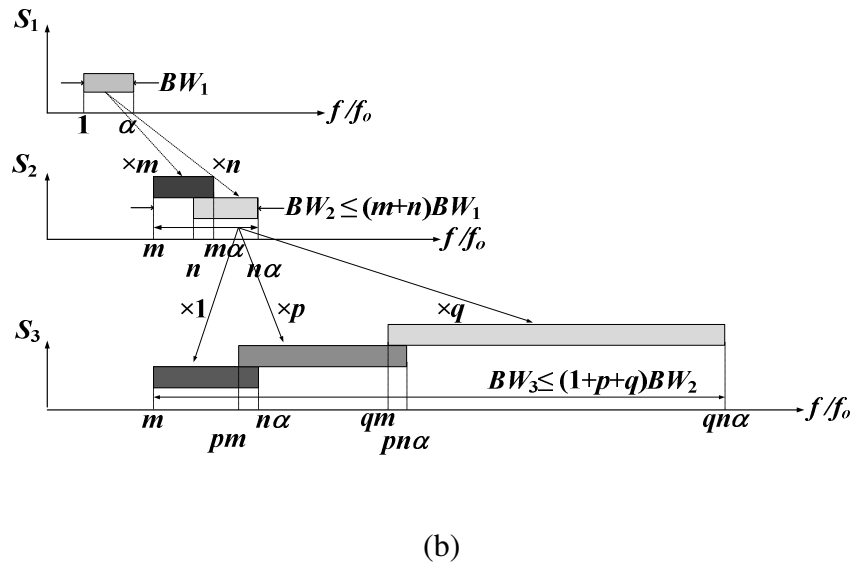 S1
BW1
f/fo
1 α
×m ×n
S2
BW2 ≤ (m+n)BW1
f/fo
m mα
n nα
×1 ×p ×q
S3
BW3≤ (1+p+q)BW2
f/fo
m nα qm qnα
pm pnα
(b)